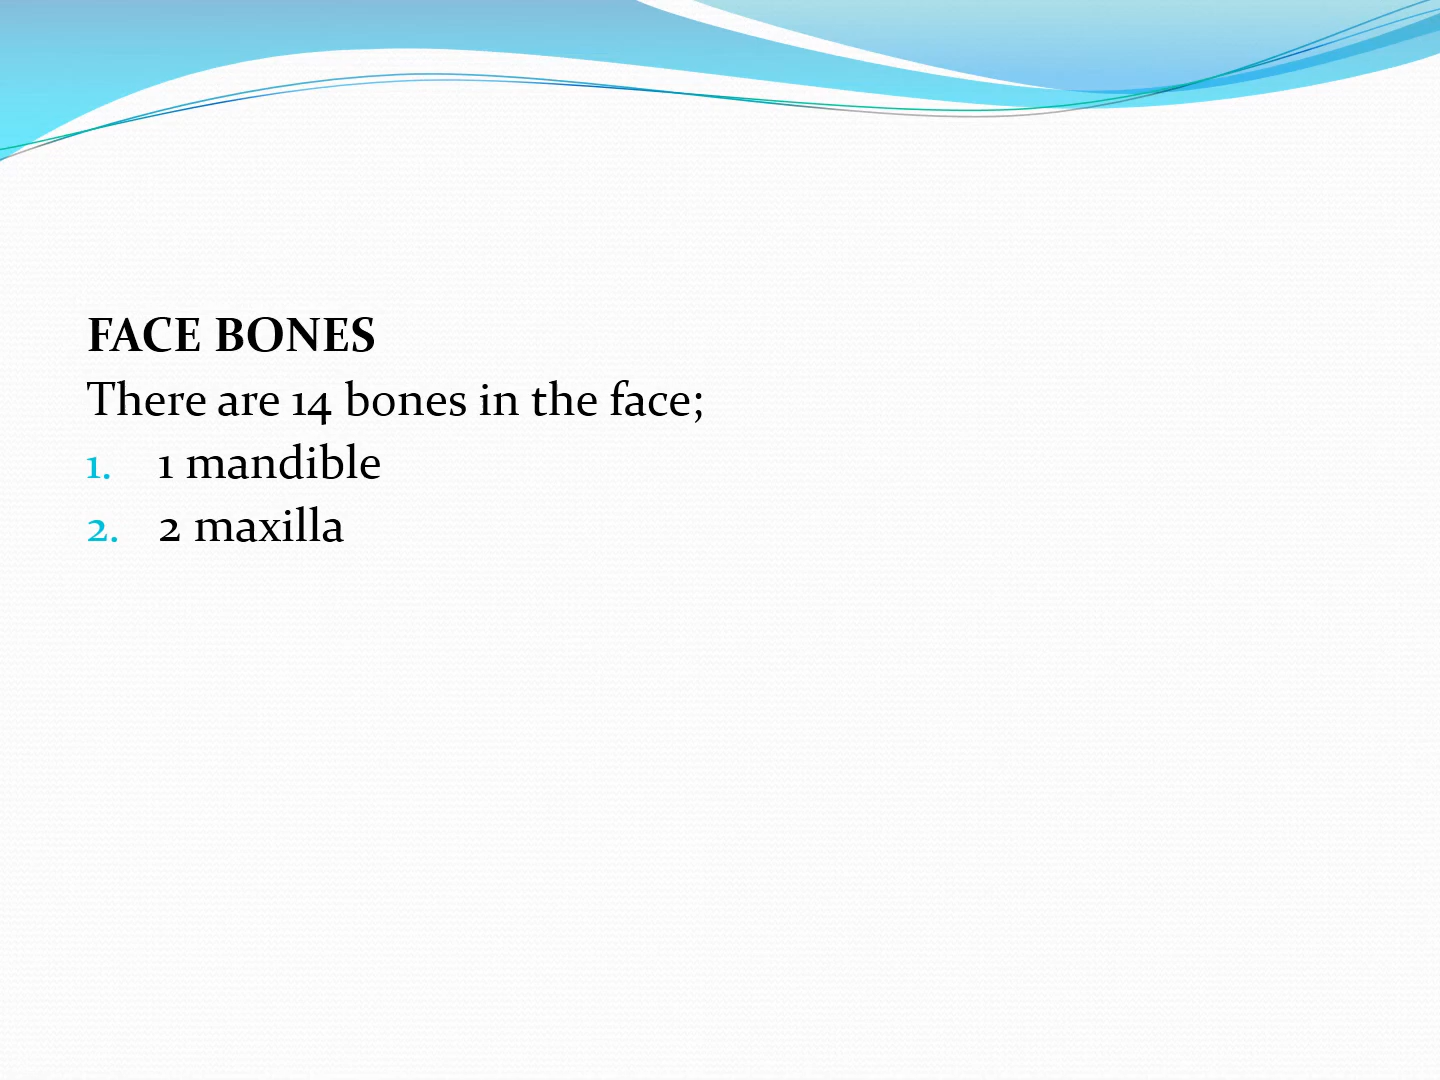 FACE BONES
There are 14 bones in the face;
1. 1 mandible
2. 2 maxilla